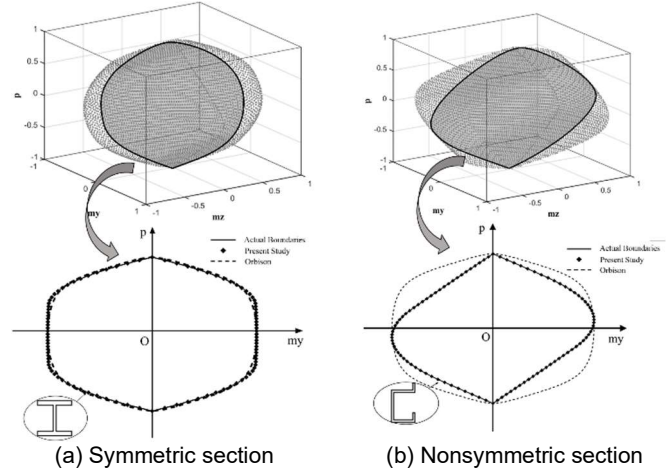 1
0.5
0
-0.5
-1
p
-1
0
1
my
-1
-0.5
0
0.5
1
mz
p
Actual Boundaries
Present Study
Orbison
O
my
(a) Symmetric section
1
0.5
0
-0.5
-1
p
-1
0
1
my
-1
-0.5
0
0.5
1
mz
p
Actual Boundaries
Present Study
Orbison
O
my
(b) Nonsymmetric section